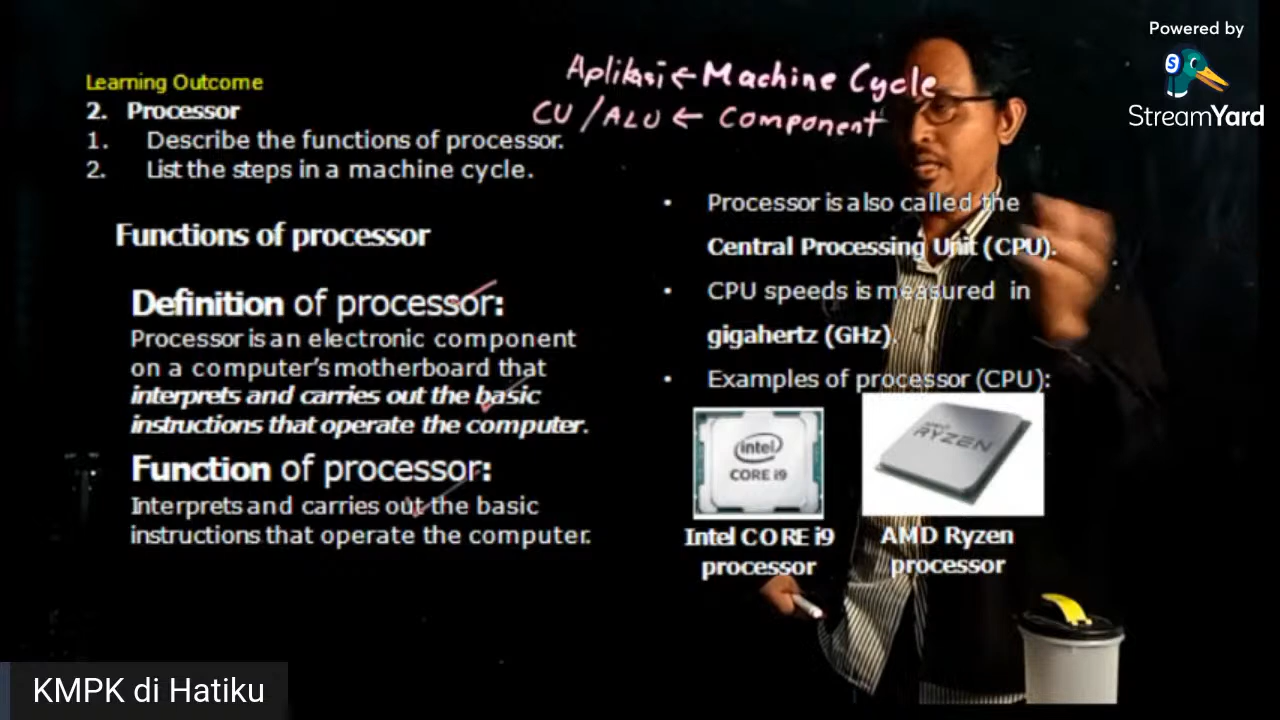 Powered by
StreamYard
Aplikasi ← Machine Cycle
CU / ALU ← Component
Learning Outcome
2. Processor
1. Describe the functions of processor.
2. List the steps in a machine cycle.
Functions of processor
Definition of processor:
Processor is an electronic component
on a computer's motherboard that
interprets and carries out the basic
instructions that operate the computer.
Function of processor:
Interprets and carries out the basic
instructions that operate the computer.
• Processor is also called the
Central Processing Unit (CPU).
• CPU speeds is measured in
gigahertz (GHz).
• Examples of processor (CPU):
intel
CORE i9
AMD
RYZEN
Intel CORE i9
processor
AMD Ryzen
processor
KMPK di Hatiku